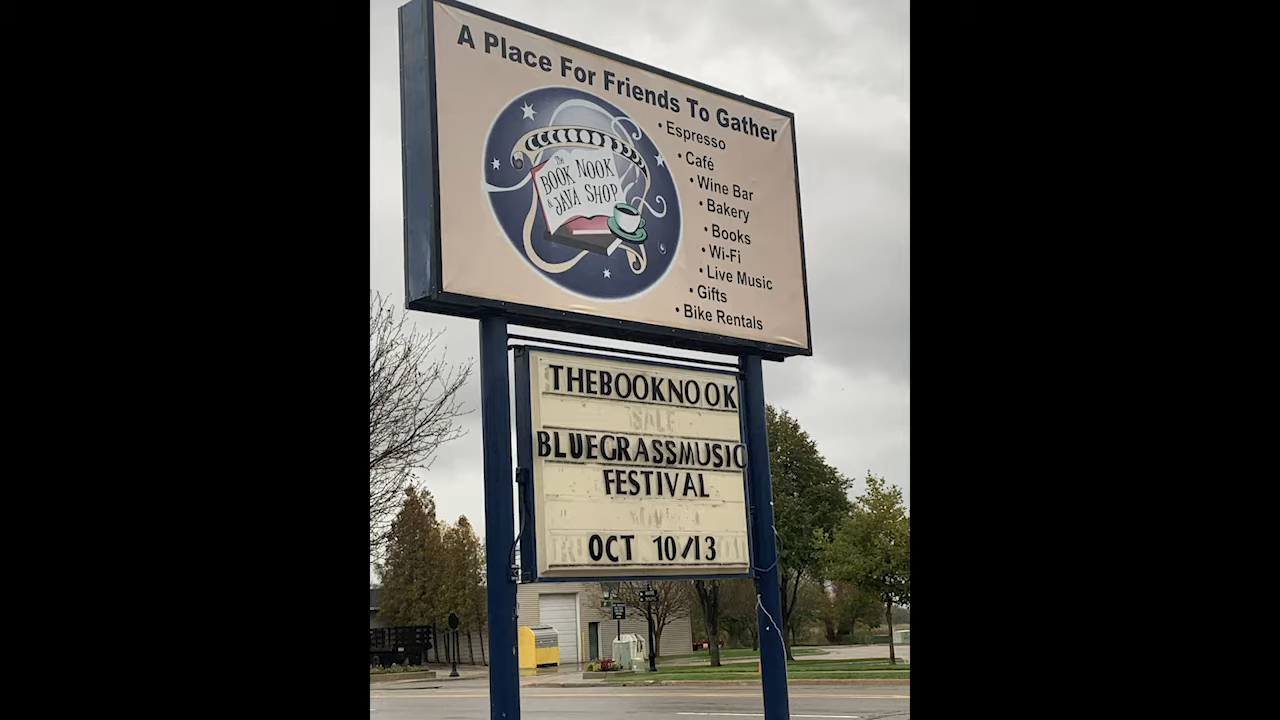 A Place For Friends To Gather
The
BOOK NOOK
& JAVA SHOP
• Espresso
• Café
• Wine Bar
• Bakery
• Books
• Wi-Fi
• Live Music
• Gifts
• Bike Rentals
THEBOOKNOOK
SALE
BLUEGRASSMUSIC
FESTIVAL
OCT 10/13